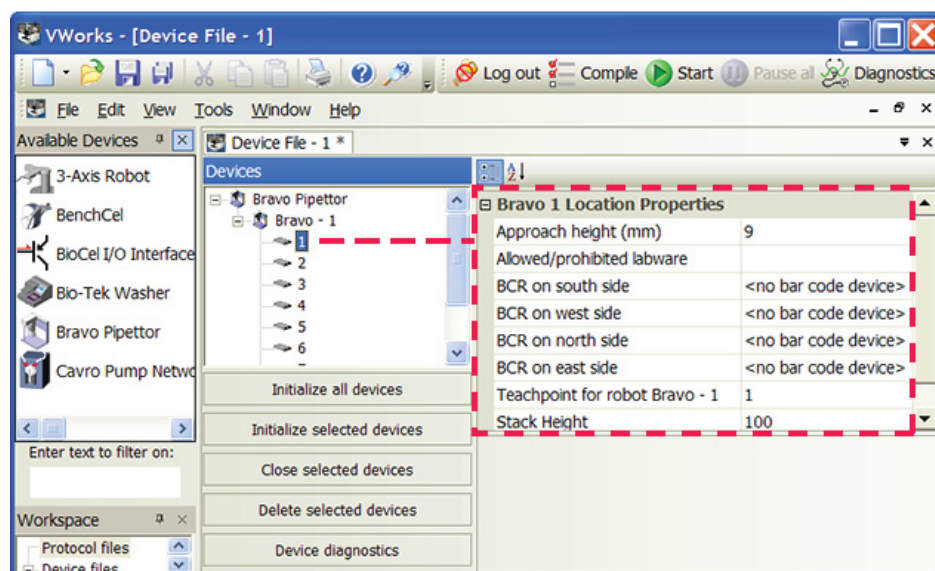 VWorks - [Device File - 1]
Log out Compile Start Pause all Diagnostics
File Edit View Tools Window Help
Available Devices
3-Axis Robot
BenchCel
BioCel I/O Interface
Bio-Tek Washer
Bravo Pipettor
Cavro Pump Netwo
Enter text to filter on:
Workspace
Protocol files
Device files
Device File - 1 *
Devices
Bravo Pipettor
Bravo - 1
1
2
3
4
5
6
Initialize all devices
Initialize selected devices
Close selected devices
Delete selected devices
Device diagnostics
Bravo 1 Location Properties
Approach height (mm) 9
Allowed/prohibited labware
BCR on south side <no bar code device>
BCR on west side <no bar code device>
BCR on north side <no bar code device>
BCR on east side <no bar code device>
Teachpoint for robot Bravo - 1 1
Stack Height 100